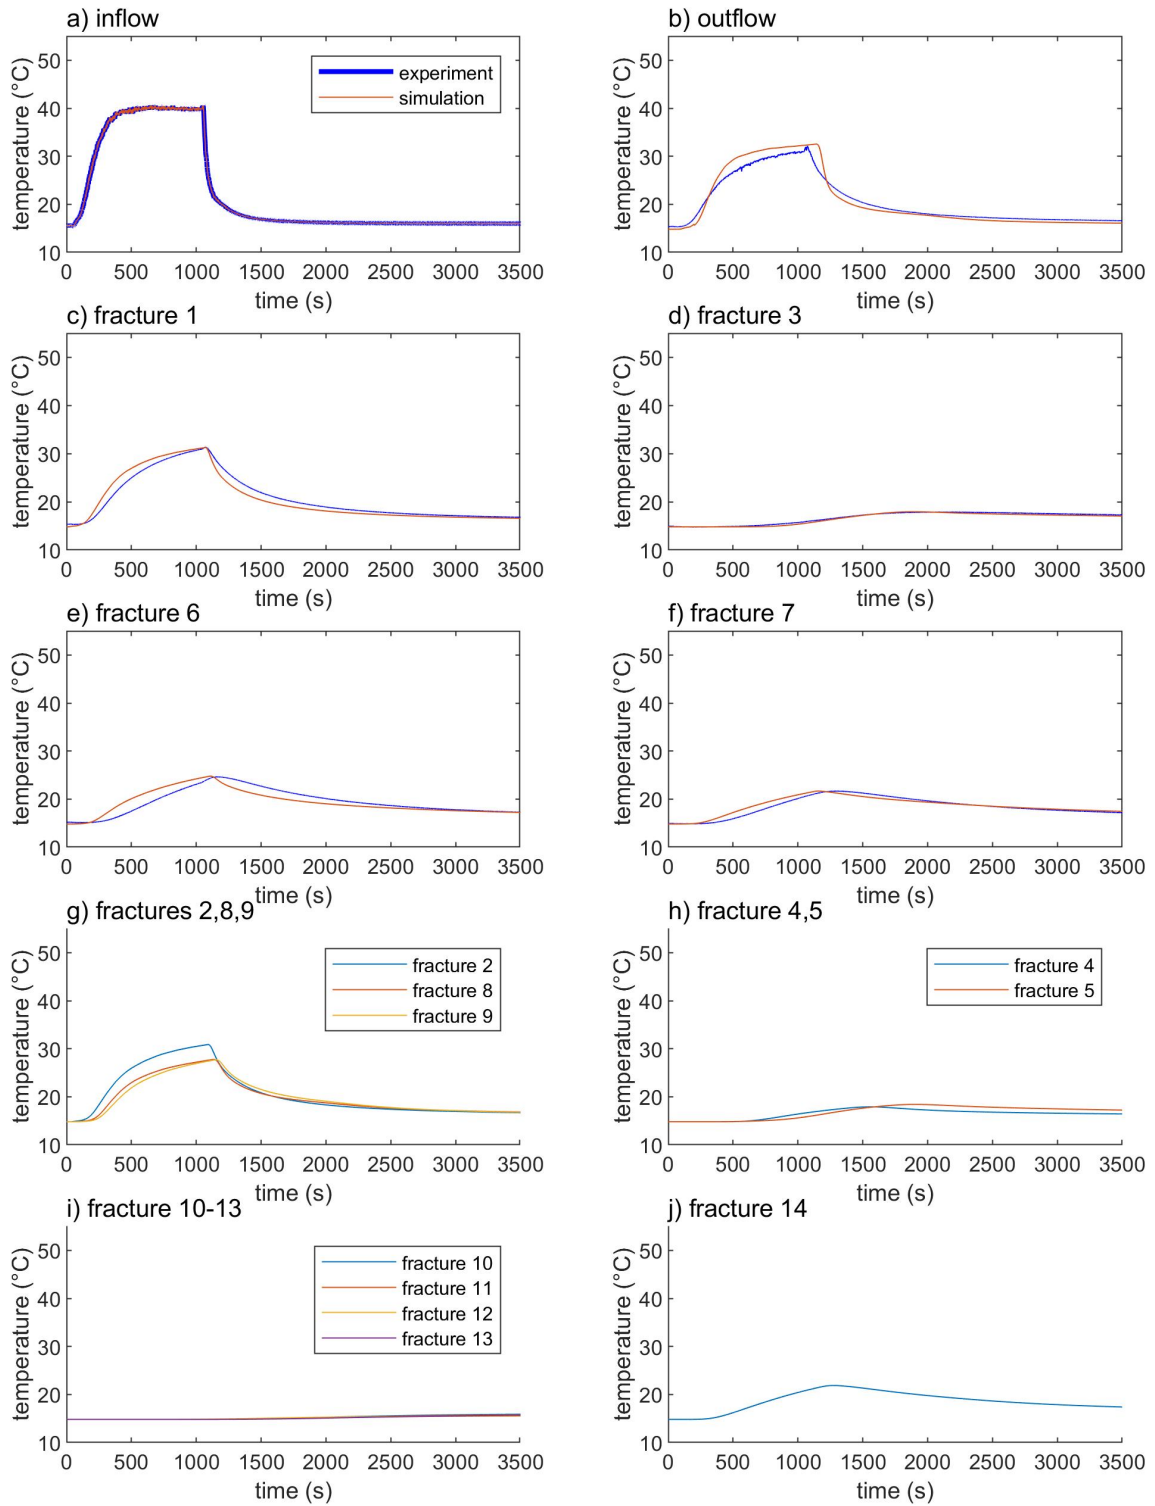 a) inflow
temperature (°C)
50
40
30
20
10
experiment
simulation
0 500 1000 1500 2000 2500 3000 3500
time (s)
b) outflow
temperature (°C)
50
40
30
20
10
0 500 1000 1500 2000 2500 3000 3500
time (s)
c) fracture 1
temperature (°C)
50
40
30
20
10
0 500 1000 1500 2000 2500 3000 3500
time (s)
d) fracture 3
temperature (°C)
50
40
30
20
10
0 500 1000 1500 2000 2500 3000 3500
time (s)
e) fracture 6
temperature (°C)
50
40
30
20
10
0 500 1000 1500 2000 2500 3000 3500
time (s)
f) fracture 7
temperature (°C)
50
40
30
20
10
0 500 1000 1500 2000 2500 3000 3500
time (s)
g) fractures 2,8,9
temperature (°C)
50
40
30
20
10
fracture 2
fracture 8
fracture 9
0 500 1000 1500 2000 2500 3000 3500
time (s)
h) fracture 4,5
temperature (°C)
50
40
30
20
10
fracture 4
fracture 5
0 500 1000 1500 2000 2500 3000 3500
time (s)
i) fracture 10-13
temperature (°C)
50
40
30
20
10
fracture 10
fracture 11
fracture 12
fracture 13
0 500 1000 1500 2000 2500 3000 3500
time (s)
j) fracture 14
temperature (°C)
50
40
30
20
10
0 500 1000 1500 2000 2500 3000 3500
time (s)